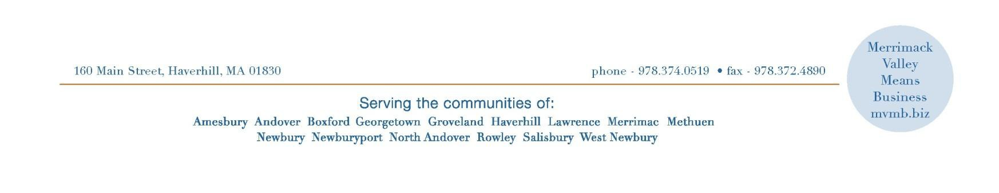 160 Main Street, Haverhill, MA 01830
phone - 978.374.0519 • fax - 978.372.4890
Merrimack
Valley
Means
Business
mvmb.biz
Serving the communities of:
Amesbury Andover Boxford Georgetown Groveland Haverhill Lawrence Merrimac Methuen
Newbury Newburyport North Andover Rowley Salisbury West Newbury